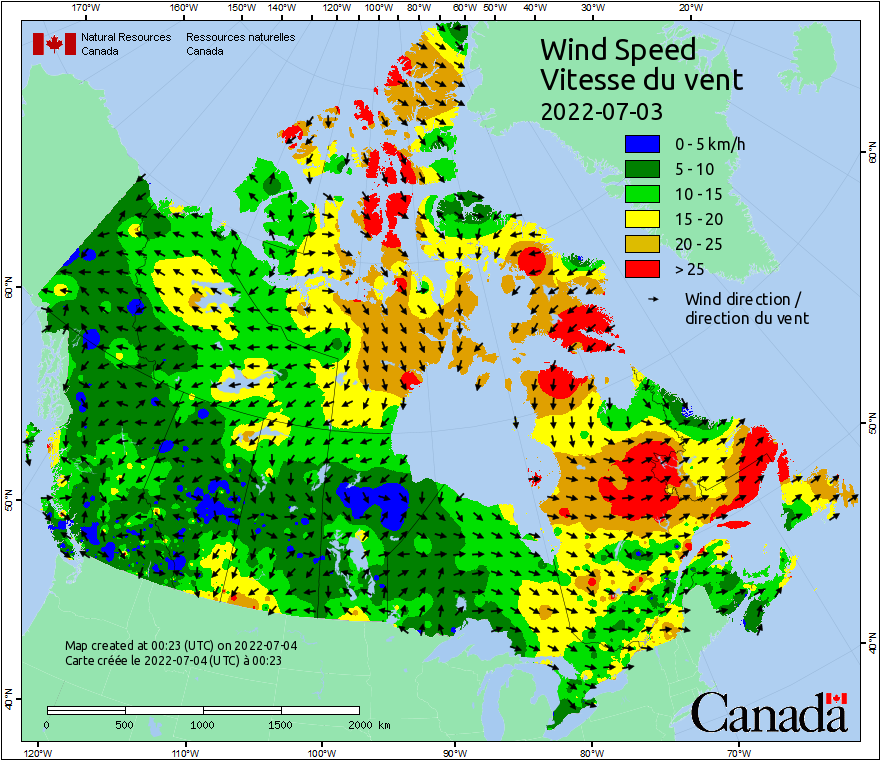 170°W 160°W 150°W 140°W 120°W 100°W 80°W 60°W 50°W 40°W 30°W 20°W
Natural Resources Ressources naturelles
Canada Canada
Wind Speed
Vitesse du vent
2022-07-03
0 - 5 km/h
5 - 10
10 - 15
15 - 20
20 - 25
> 25
Wind direction /
direction du vent
60°N
60°N
50°N
50°N
40°N
40°N
Map created at 00:23 (UTC) on 2022-07-04
Carte créée le 2022-07-04 (UTC) à 00:23
0 500 1000 1500 2000 km
Canada
120°W 110°W 100°W 90°W 80°W 70°W